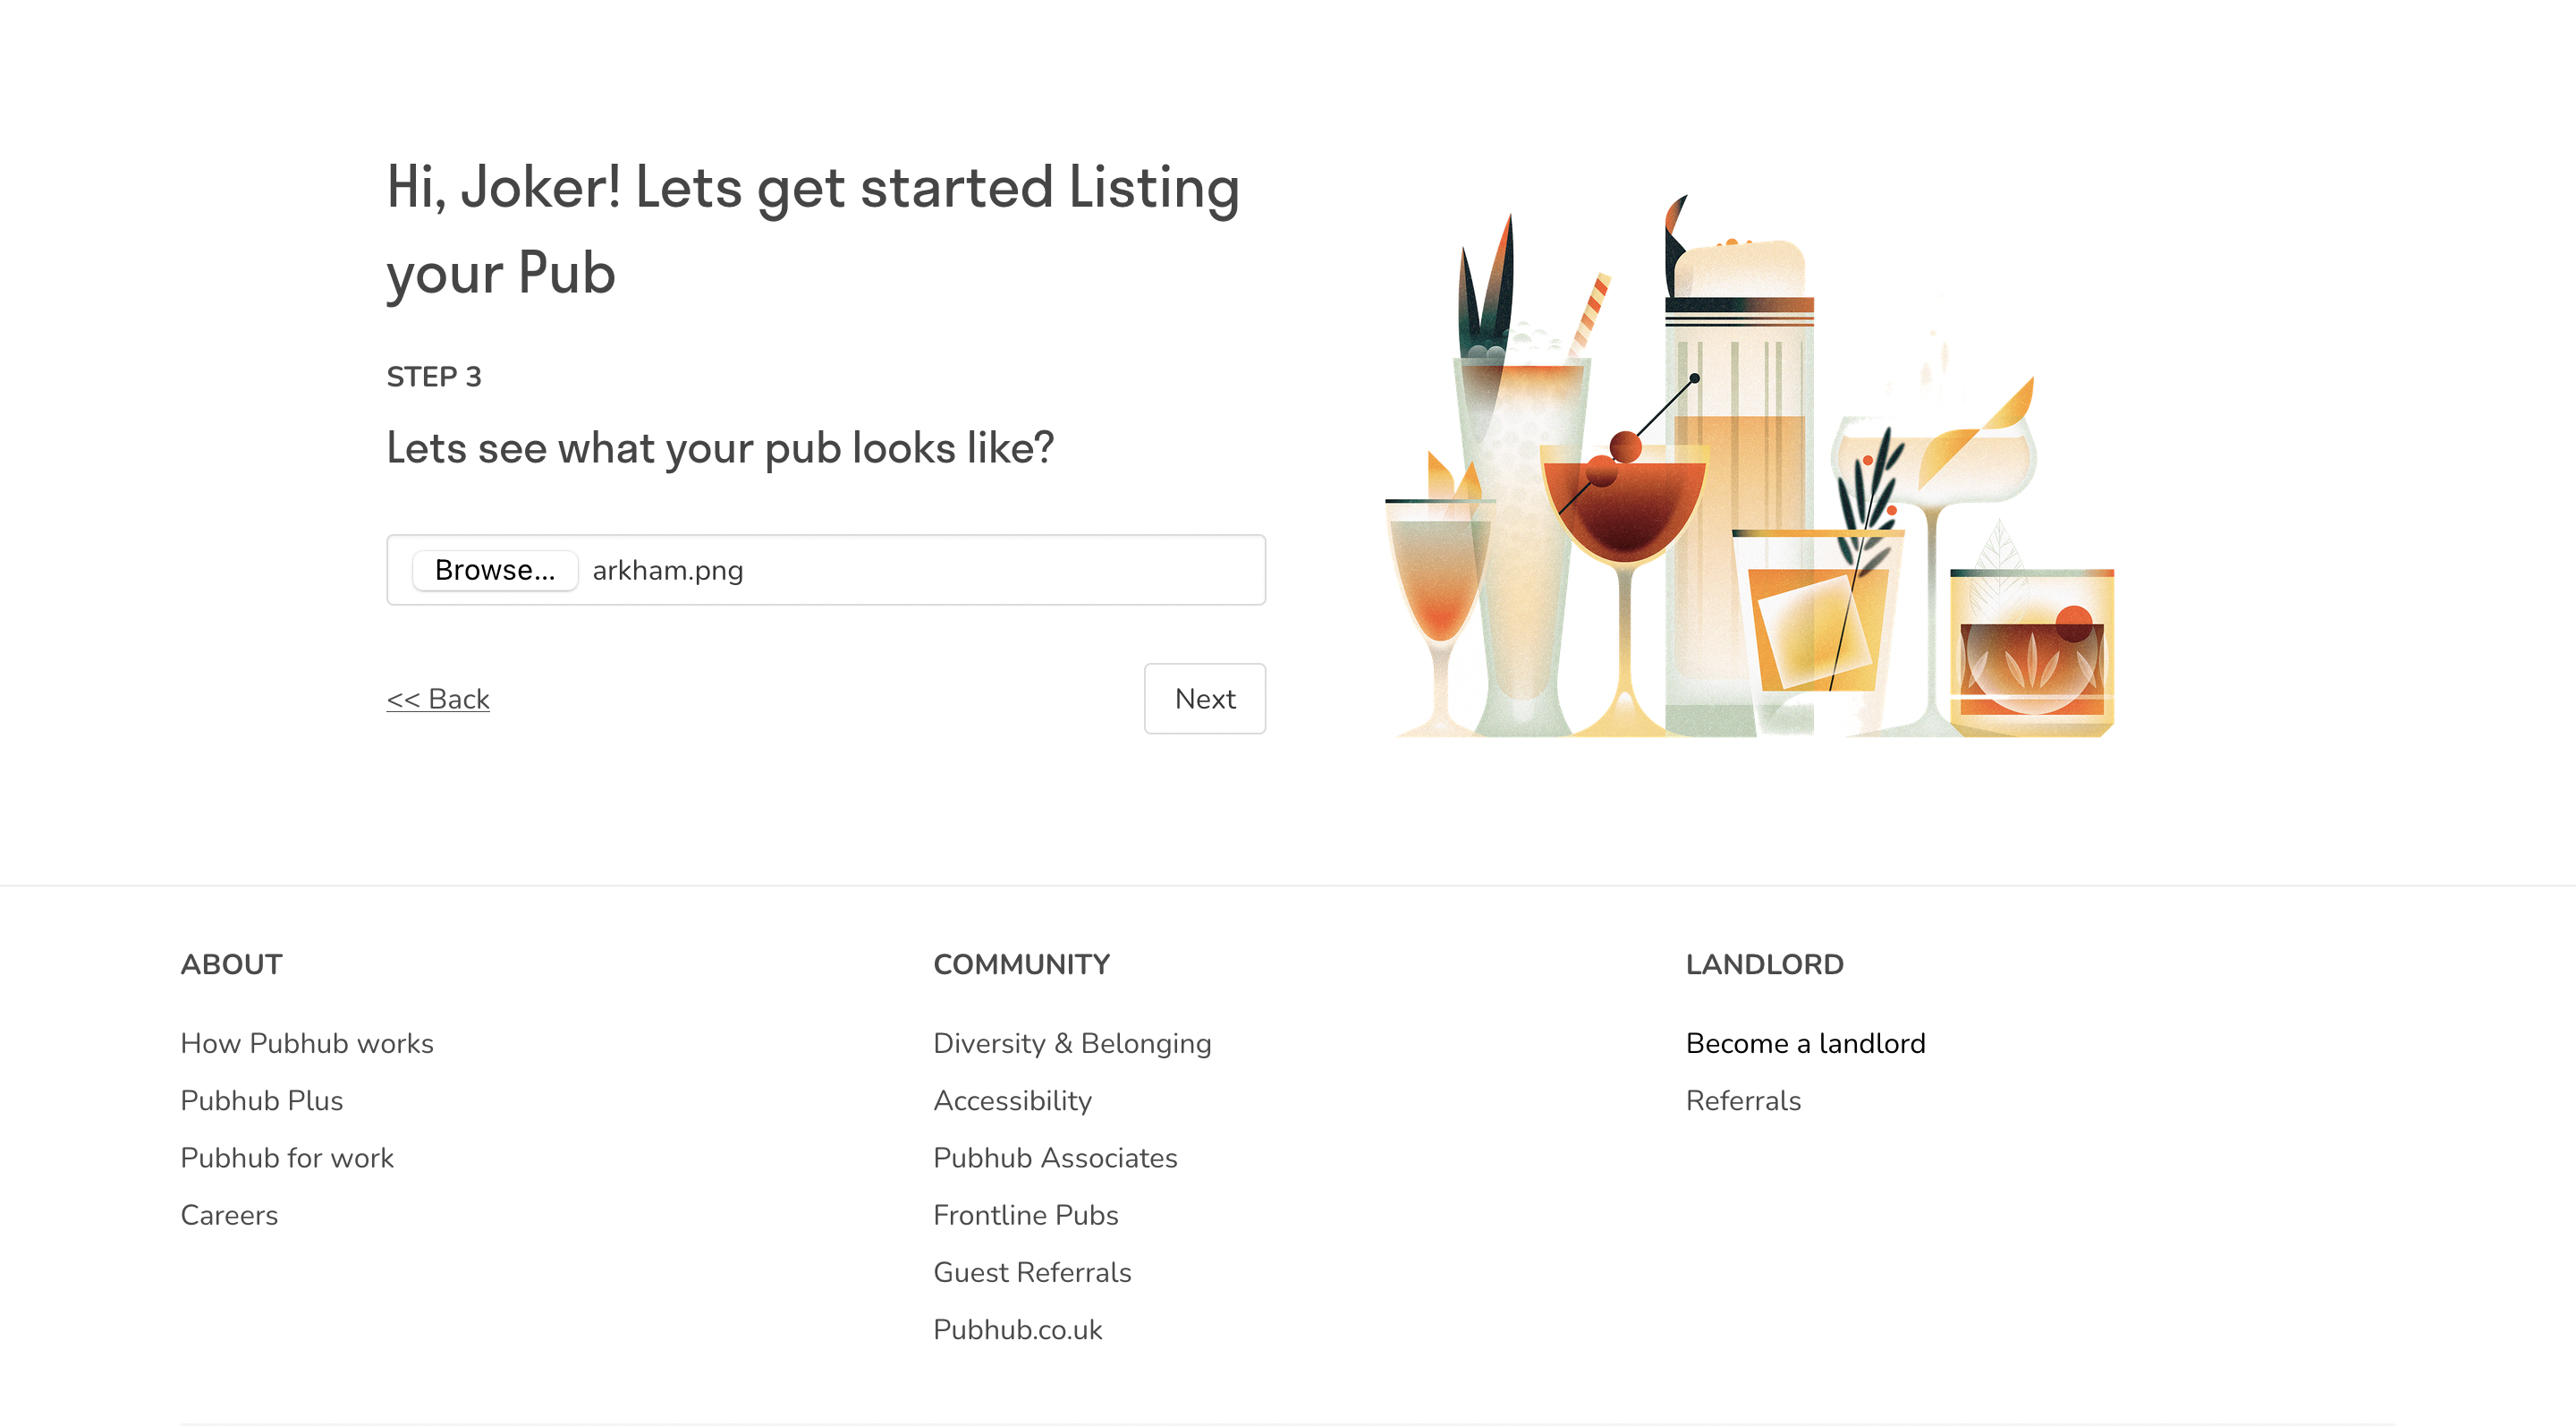 Hi, Joker! Lets get started Listing
your Pub
STEP 3
Lets see what your pub looks like?
Browse... arkham.png
<< Back
Next
ABOUT
How Pubhub works
Pubhub Plus
Pubhub for work
Careers
COMMUNITY
Diversity & Belonging
Accessibility
Pubhub Associates
Frontline Pubs
Guest Referrals
Pubhub.co.uk
LANDLORD
Become a landlord
Referrals